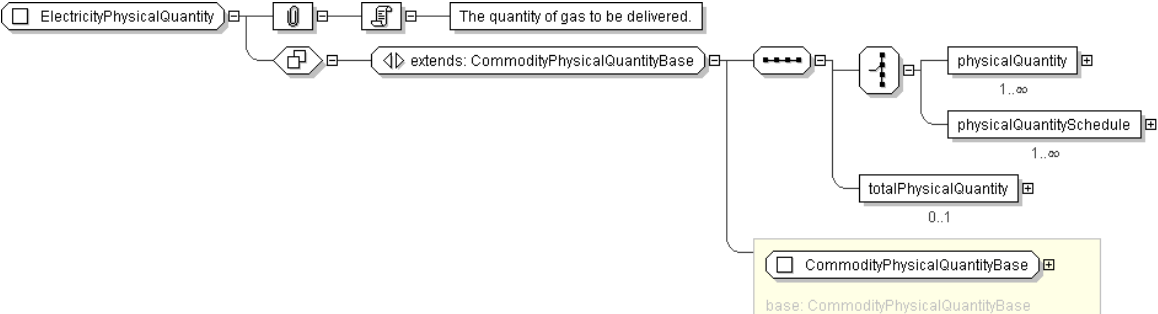 ElectricityPhysicalQuantity
The quantity of gas to be delivered.
extends: CommodityPhysicalQuantityBase
physicalQuantity
1..∞
physicalQuantitySchedule
1..∞
totalPhysicalQuantity
0..1
CommodityPhysicalQuantityBase
base: CommodityPhysicalQuantityBase